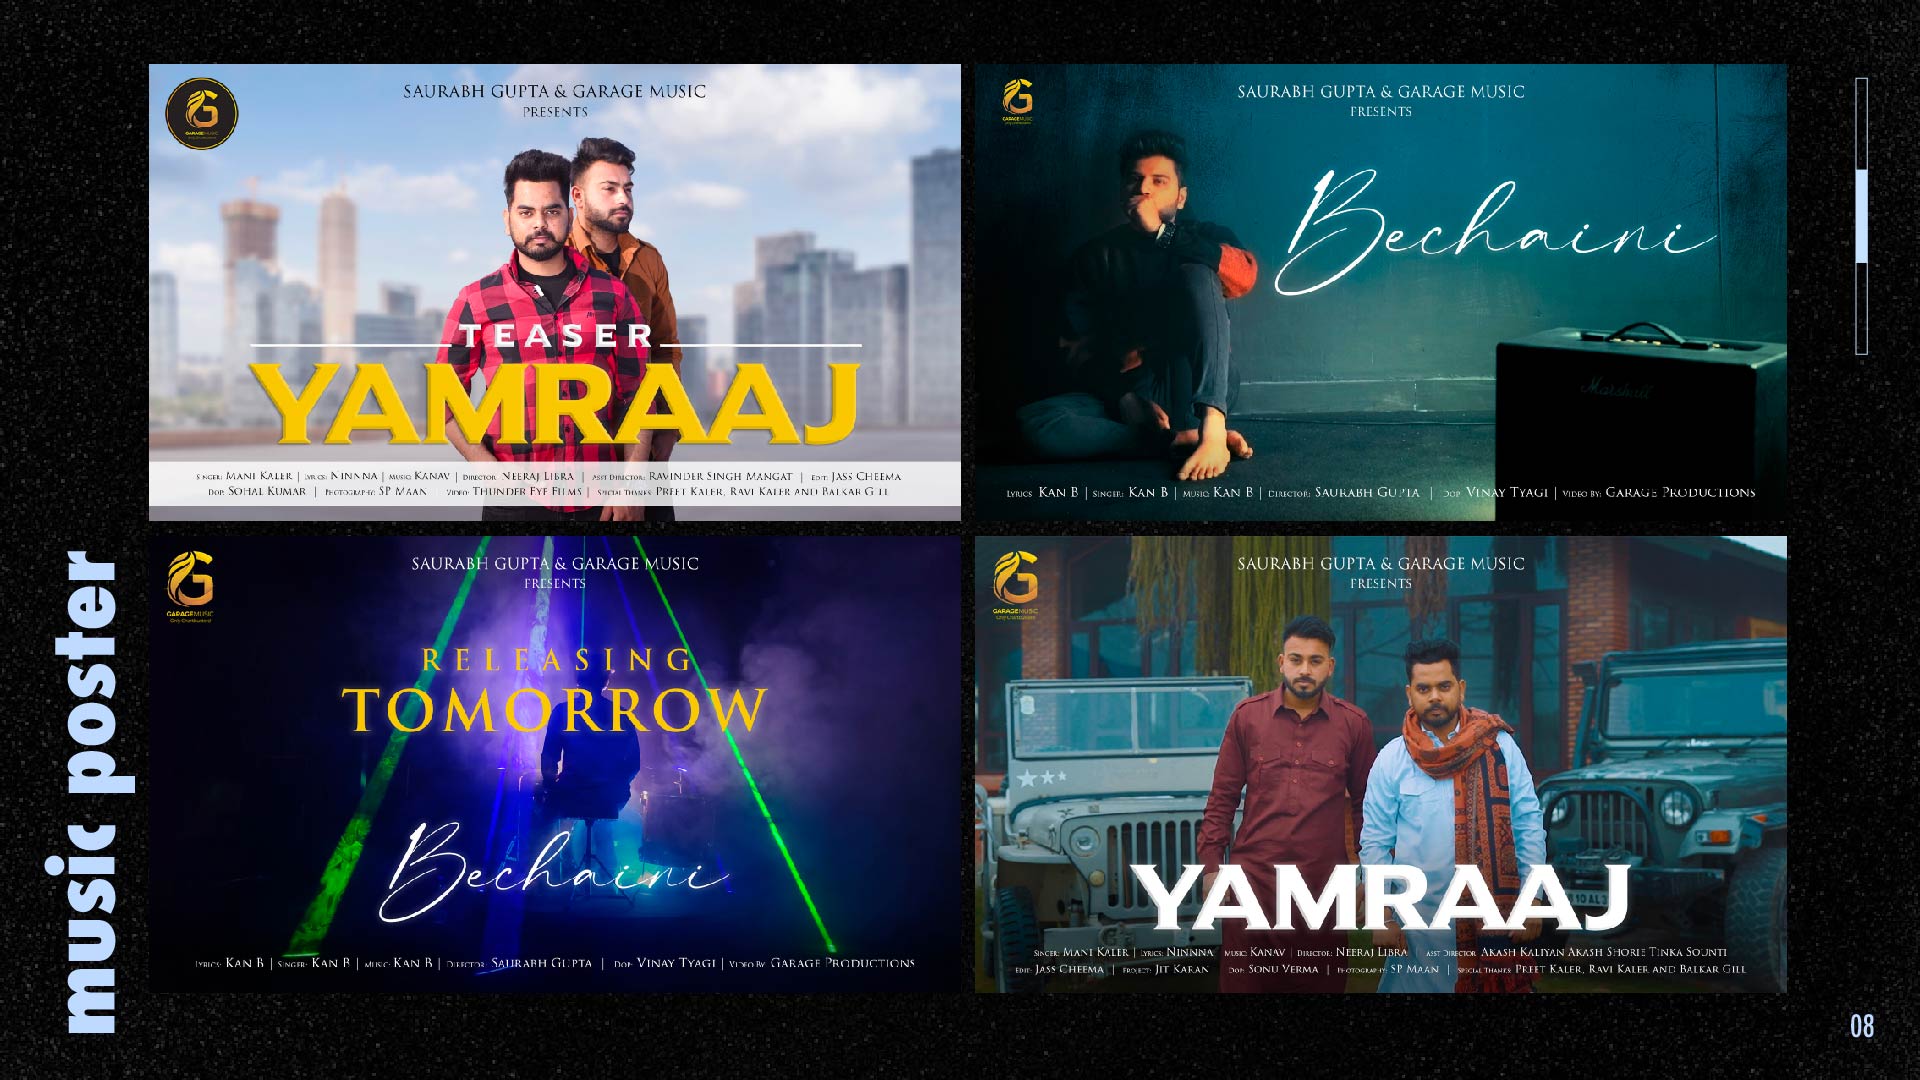 music poster
GARAGEMUSIC
SAURABH GUPTA & GARAGE MUSIC
PRESENTS
TEASER
YAMRAAJ
SINGER: MANI KALER | LYRICS: NINNNA | MUSIC: KANAV | DIRECTOR: NEERAJ LIBRA | ASST DIRECTOR: RAVINDER SINGH MANGAT | EDIT: JASS CHEEMA
DOP: SOHAL KUMAR | PHOTOGRAPHY: SP MAAN | VIDEO: THUNDER EYE FILMS | SPECIAL THANKS: PREET KALER, RAVI KALER AND BALKAR GILL
GARAGEMUSIC
SAURABH GUPTA & GARAGE MUSIC
PRESENTS
Bechaini
Marshall
LYRICS: KAN B | SINGER: KAN B | MUSIC: KAN B | DIRECTOR: SAURABH GUPTA | DOP: VINAY TYAGI | VIDEO BY: GARAGE PRODUCTIONS
GARAGEMUSIC
SAURABH GUPTA & GARAGE MUSIC
PRESENTS
RELEASING
TOMORROW
Bechaini
LYRICS: KAN B | SINGER: KAN B | MUSIC: KAN B | DIRECTOR: SAURABH GUPTA | DOP: VINAY TYAGI | VIDEO BY: GARAGE PRODUCTIONS
GARAGEMUSIC
SAURABH GUPTA & GARAGE MUSIC
PRESENTS
YAMRAAJ
SINGER: MANI KALER | LYRICS: NINNNA MUSIC: KANAV | DIRECTOR: NEERAJ LIBRA | ASST DIRECTOR AKASH KALIYAN AKASH SHORIE TINKA SOUNTI
EDIT: JASS CHEEMA | PROJECT: JIT KARAN DOP: SONU VERMA | PHOTOGRAPHY: SP MAAN | SPECIAL THANKS: PREET KALER, RAVI KALER AND BALKAR GILL
08